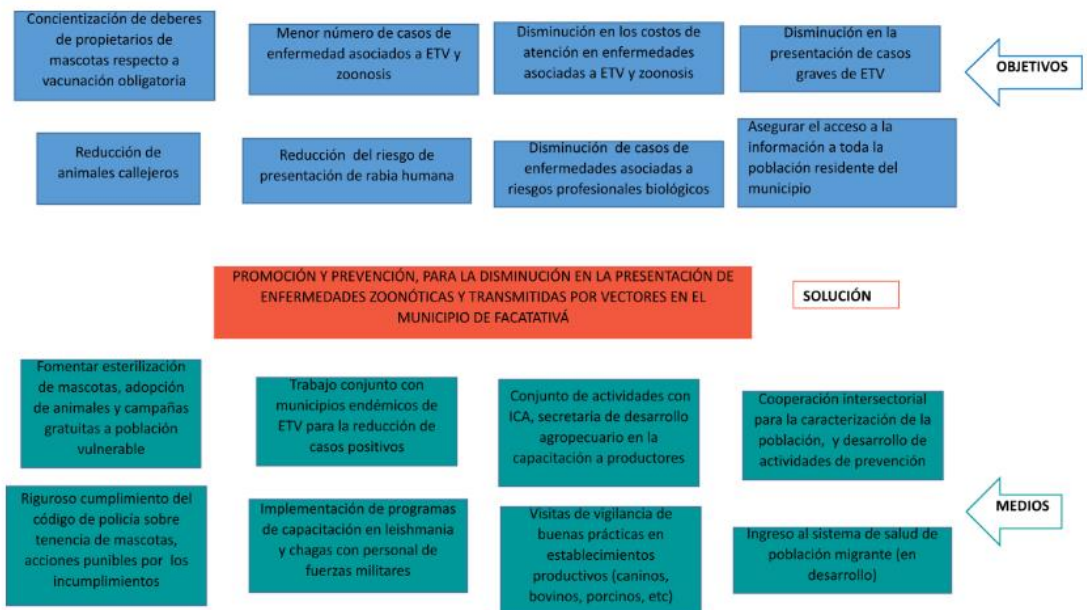 Concientización de deberes
de propietarios de
mascotas respecto a
vacunación obligatoria
Menor número de casos de
enfermedad asociados a ETV y
zoonosis
Disminución en los costos de
atención en enfermedades
asociadas a ETV y zoonosis
Disminución en la
presentación de casos
graves de ETV
OBJETIVOS
Reducción de
animales callejeros
Reducción del riesgo de
presentación de rabia humana
Disminución de casos de
enfermedades asociadas a
riesgos profesionales biológicos
Asegurar el acceso a la
información a toda la
población residente del
municipio
PROMOCIÓN Y PREVENCIÓN, PARA LA DISMINUCIÓN EN LA PRESENTACIÓN DE
ENFERMEDADES ZOONÓTICAS Y TRANSMITIDAS POR VECTORES EN EL
MUNICIPIO DE FACATATIVÁ
SOLUCIÓN
Fomentar esterilización
de mascotas, adopción
de animales y campañas
gratuitas a población
vulnerable
Trabajo conjunto con
municipios endémicos de
ETV para la reducción de
casos positivos
Conjunto de actividades con
ICA, secretaria de desarrollo
agropecuario en la
capacitación a productores
Cooperación intersectorial
para la caracterización de la
población, y desarrollo de
actividades de prevención
MEDIOS
Riguroso cumplimiento del
código de policía sobre
tenencia de mascotas,
acciones punibles por los
incumplimientos
Implementación de programas
de capacitación en leishmania
y chagas con personal de
fuerzas militares
Visitas de vigilancia de
buenas prácticas en
establecimientos
productivos (caninos,
bovinos, porcinos, etc)
Ingreso al sistema de salud de
población migrante (en
desarrollo)